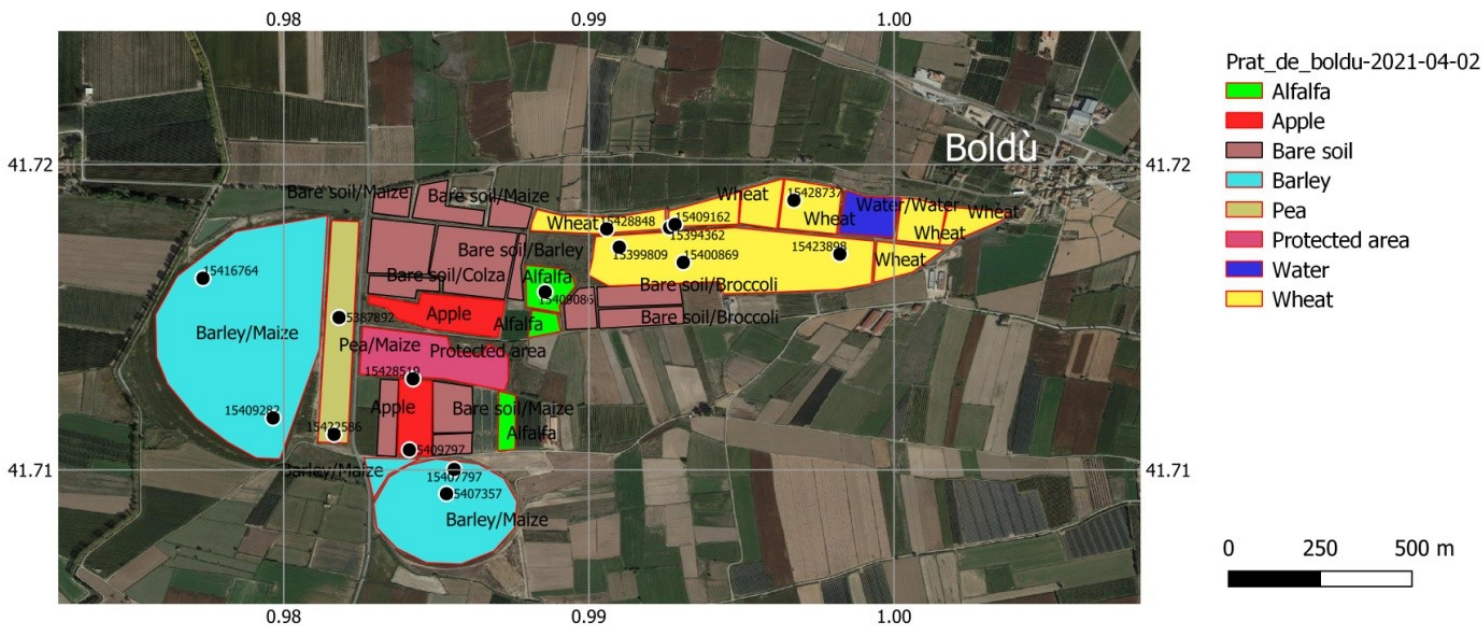 0.98
0.99
1.00
Prat_de_boldu-2021-04-02
Alfalfa
Apple
Bare soil
Barley
Pea
Protected area
Water
Wheat
41.72
Boldù
41.72
Bare soil/Maize
Bare soil/Maize
Wheat
15428737
Wheat
15428848
15409162
Wheat
Water/Water
Wheat
Wheat
15394362
Bare soil/Barley
15399809
15400869
15423898
Wheat
15416764
Bare soil/Colza
Alfalfa
Bare soil/Broccoli
15409086
Barley/Maize
15387892
Apple
Alfalfa
Bare soil/Broccoli
Pea/Maize
Protected area
15428519
15409282
Apple
Bare soil/Maize
15422586
Alfalfa
15409797
41.71
Barley/Maize
15407797
41.71
15407357
Barley/Maize
0
250
500 m
0.98
0.99
1.00